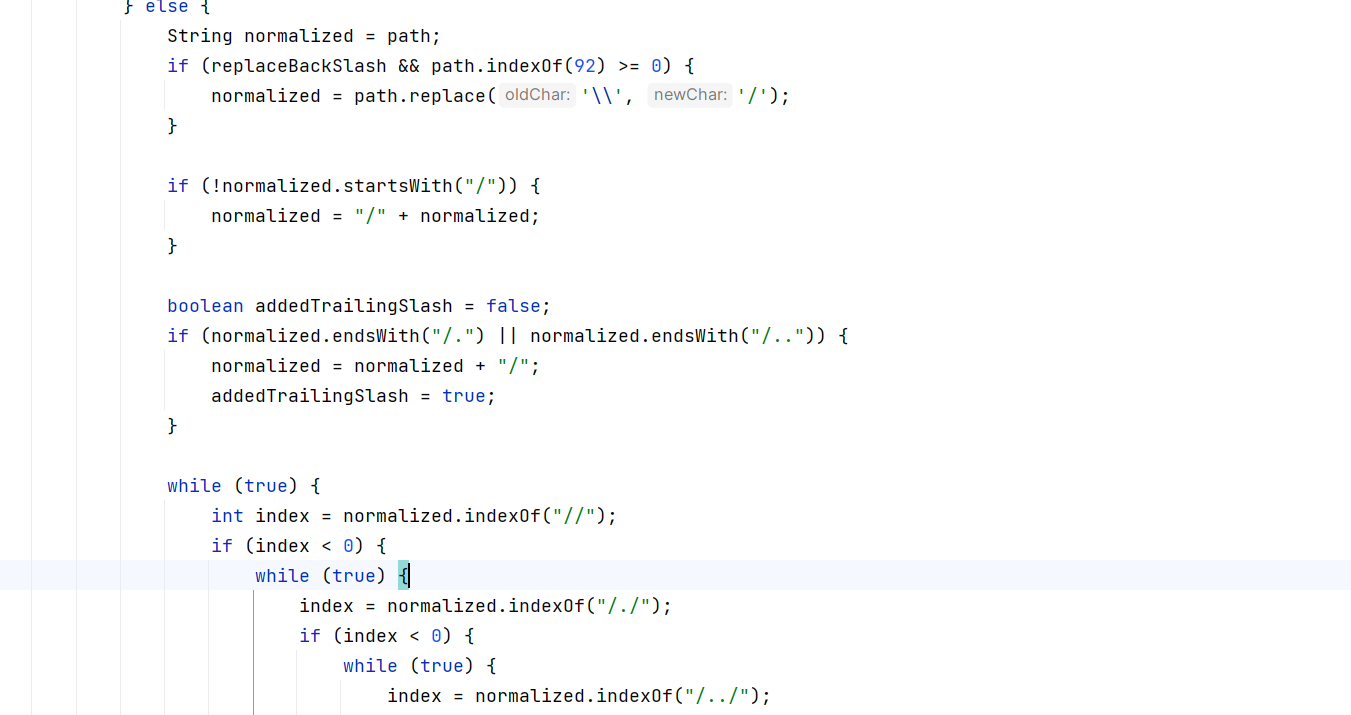 } else {
String normalized = path;
if (replaceBackSlash && path.indexOf(92) >= 0) {
normalized = path.replace( oldChar: '\\', newChar: '/');
}
if (!normalized.startsWith("/")) {
normalized = "/" + normalized;
}
boolean addedTrailingSlash = false;
if (normalized.endsWith("/.") || normalized.endsWith("/..")) {
normalized = normalized + "/";
addedTrailingSlash = true;
}
while (true) {
int index = normalized.indexOf("//");
if (index < 0) {
while (true) {
index = normalized.indexOf("/./");
if (index < 0) {
while (true) {
index = normalized.indexOf("/../");